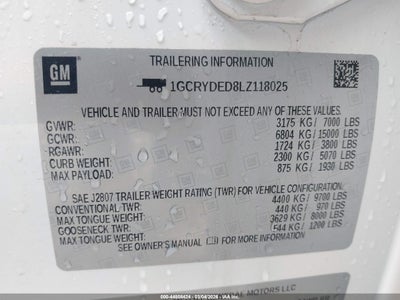 GM
TRAILERING INFORMATION
1GCRYDED8LZ118025
VEHICLE AND TRAILER MUST NOT EXCEED ANY OF THESE WEIGHTS:
GVWR: 3175 KG / 7000 LBS
GCWR: 6804 KG / 15000 LBS
RGAWR: 1724 KG / 3800 LBS
CURB WEIGHT: 2300 KG / 5070 LBS
MAX PAYLOAD: 875 KG / 1930 LBS
SAE J2807 TRAILER WEIGHT RATING (TWR) FOR VEHICLE CONFIGURATION:
CONVENTIONAL TWR: 4400 KG / 9700 LBS
MAX TONGUE WEIGHT: 440 KG / 970 LBS
GOOSENECK TWR: 3629 KG / 8000 LBS
MAX TONGUE WEIGHT: 544 KG / 1200 LBS
SEE OWNER'S MANUAL FOR ADDITIONAL INFORMATION
MOTORS LLC